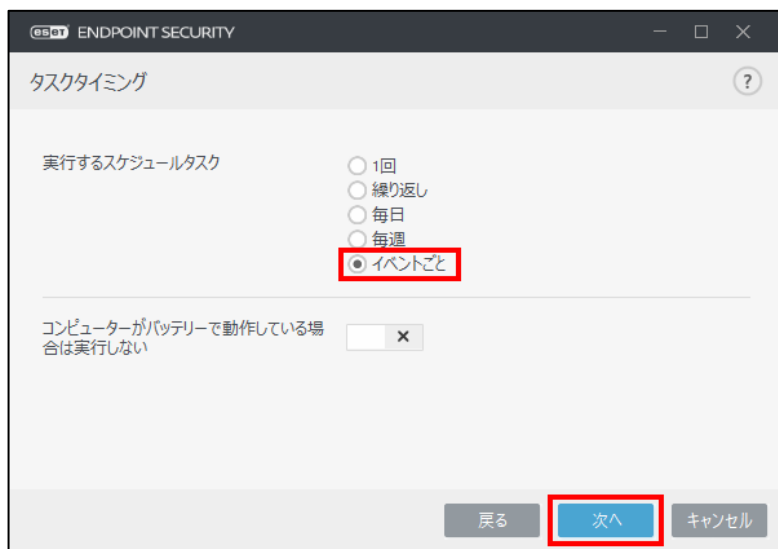 eset ENDPOINT SECURITY
タスクタイミング
?
実行するスケジュールタスク
1回
繰り返し
毎日
毎週
イベントごと
コンピューターがバッテリーで動作している場
合は実行しない
戻る
次へ
キャンセル